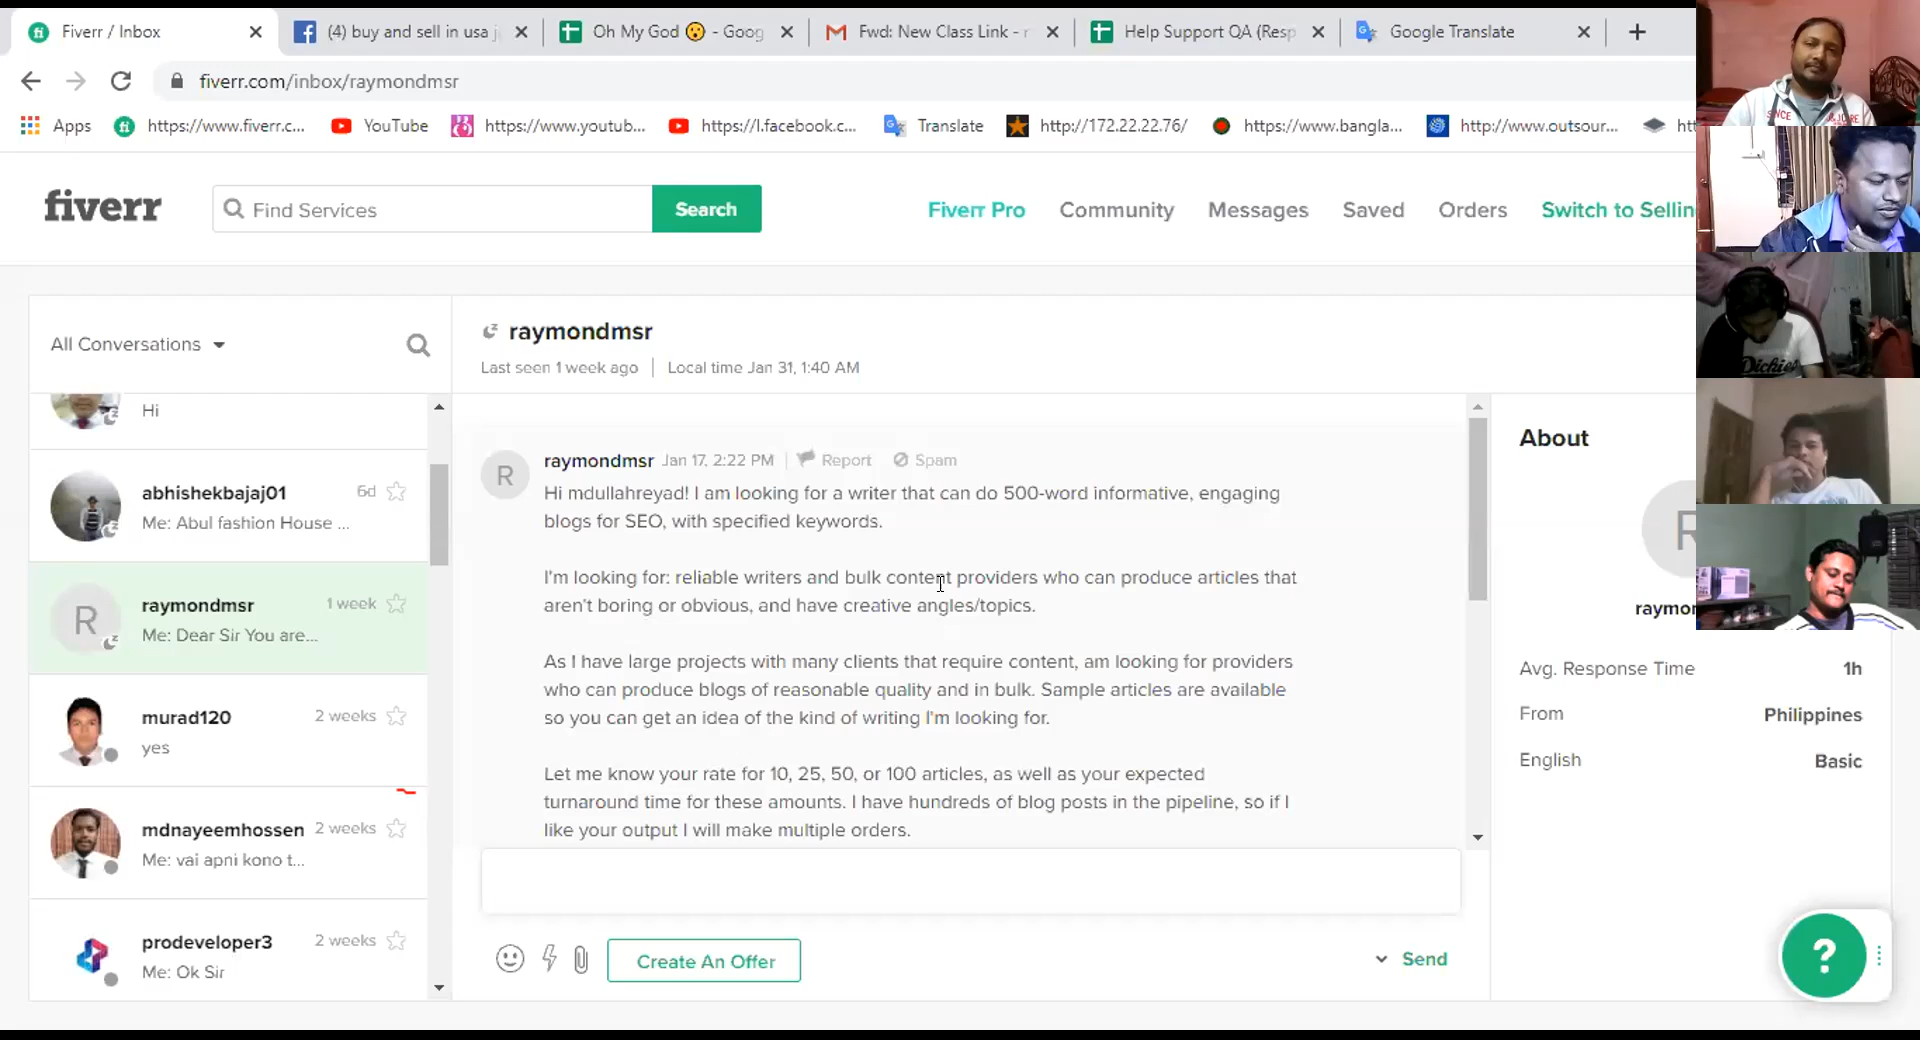 Fiverr / Inbox
(4) buy and sell in usa
Oh My God 😮 - Goog
Fwd: New Class Link -
Help Support QA (Resp
Google Translate
fiverr.com/inbox/raymondmsr
Apps
https://www.fiverr.c...
YouTube
https://www.youtub...
https://l.facebook.c...
Translate
http://172.22.22.76/
https://www.bangla...
http://www.outsour...
fiverr
Find Services
Search
Fiverr Pro
Community
Messages
Saved
Orders
Switch to Sellin
All Conversations
raymondmsr
Last seen 1 week ago
Local time Jan 31, 1:40 AM
Hi
abhishekbajaj01
6d
Me: Abul fashion House ...
raymondmsr
1 week
Me: Dear Sir You are...
murad120
2 weeks
yes
mdnayeemhossen
2 weeks
Me: vai apni kono t...
prodeveloper3
2 weeks
Me: Ok Sir
R
R
raymondmsr Jan 17, 2:22 PM
Report
Spam
Hi mdullahreyad! I am looking for a writer that can do 500-word informative, engaging
blogs for SEO, with specified keywords.
I'm looking for: reliable writers and bulk content providers who can produce articles that
aren't boring or obvious, and have creative angles/topics.
As I have large projects with many clients that require content, am looking for providers
who can produce blogs of reasonable quality and in bulk. Sample articles are available
so you can get an idea of the kind of writing I'm looking for.
Let me know your rate for 10, 25, 50, or 100 articles, as well as your expected
turnaround time for these amounts. I have hundreds of blog posts in the pipeline, so if I
like your output I will make multiple orders.
Create An Offer
Send
About
R
raymon
Avg. Response Time 1h
From Philippines
English Basic
?
SINCE
Dickies